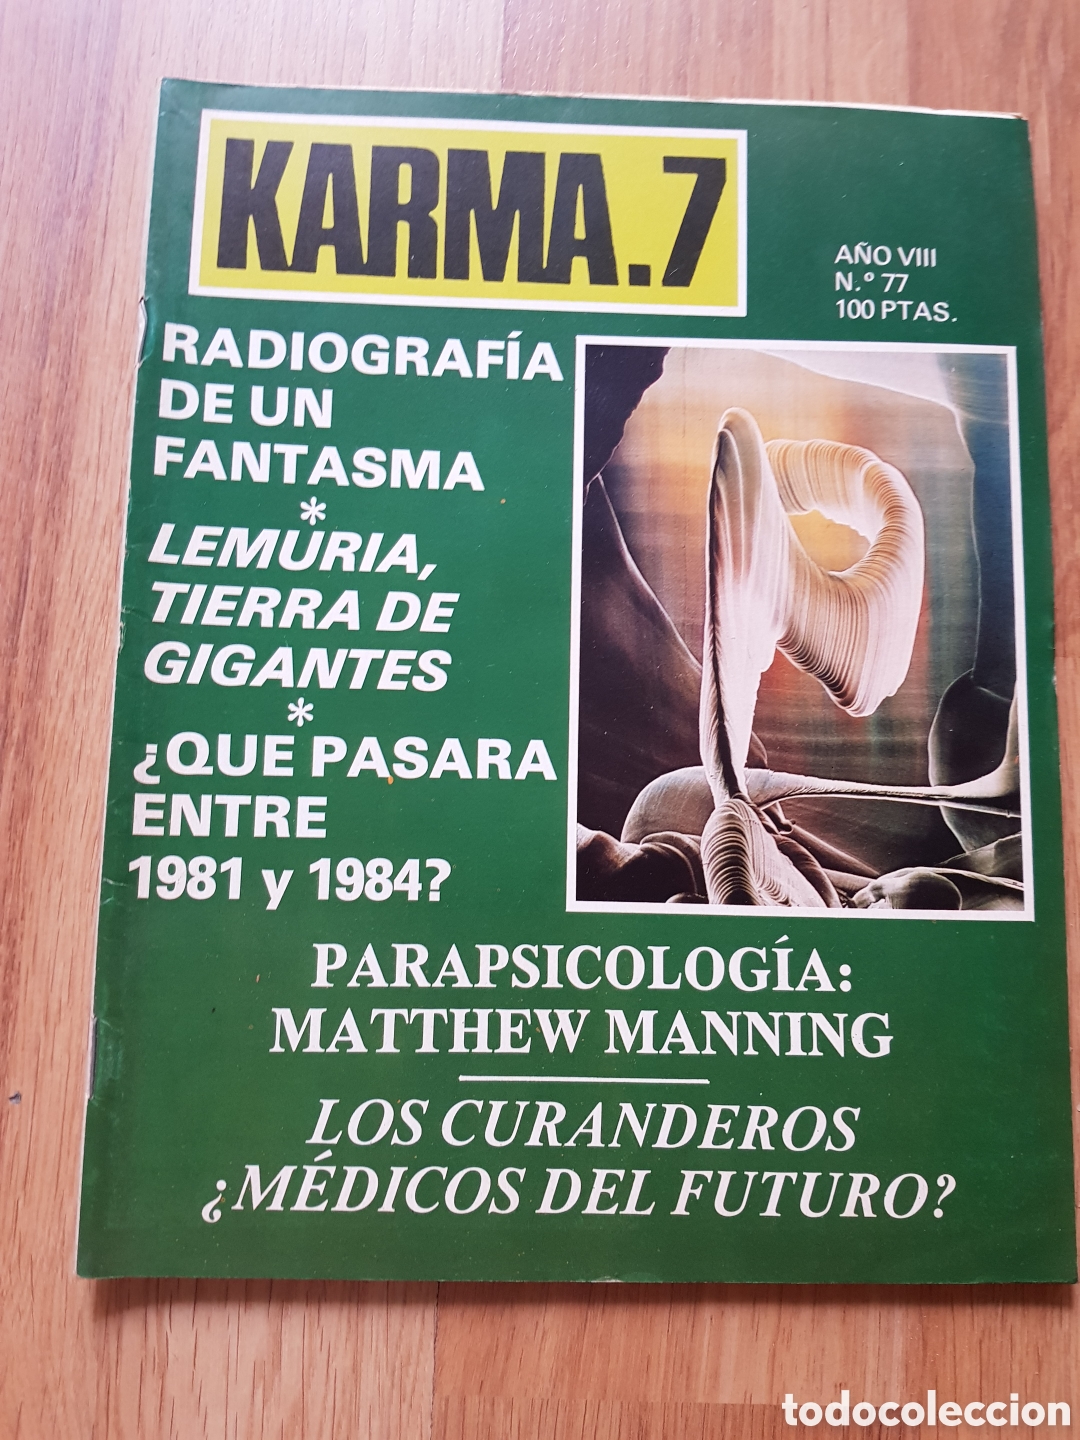 KARMA.7
AÑO VIII
N.º 77
100 PTAS.
RADIOGRAFÍA
DE UN
FANTASMA
*
LEMURIA,
TIERRA DE
GIGANTES
*
¿QUE PASARA
ENTRE
1981 y 1984?
PARAPSICOLOGÍA:
MATTHEW MANNING
LOS CURANDEROS
¿MÉDICOS DEL FUTURO?
todocoleccion